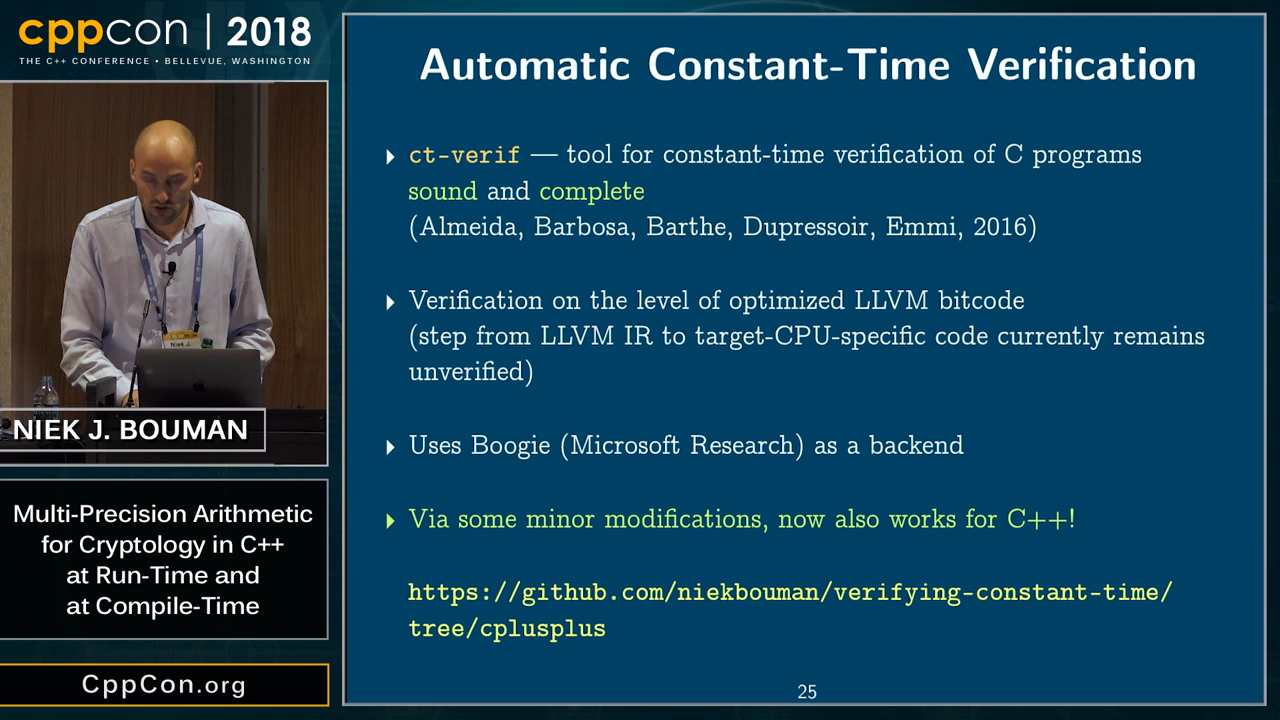 cppcon | 2018
THE C++ CONFERENCE • BELLEVUE, WASHINGTON
Niek J.
NIEK J. BOUMAN
Multi-Precision Arithmetic
for Cryptology in C++
at Run-Time and
at Compile-Time
CppCon.org
Automatic Constant-Time Verification
ct-verif — tool for constant-time verification of C programs
sound and complete
(Almeida, Barbosa, Barthe, Dupressoir, Emmi, 2016)
Verification on the level of optimized LLVM bitcode
(step from LLVM IR to target-CPU-specific code currently remains
unverified)
Uses Boogie (Microsoft Research) as a backend
Via some minor modifications, now also works for C++!
https://github.com/niekbouman/verifying-constant-time/
tree/cplusplus
25